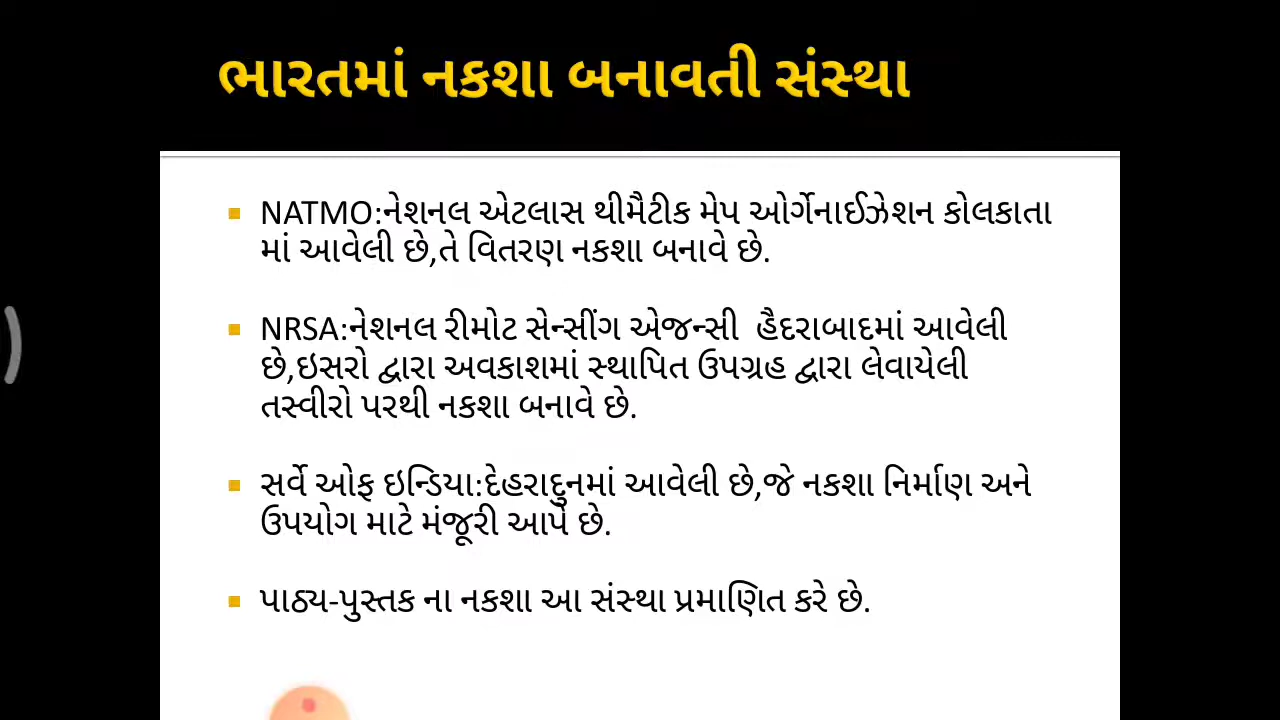 ભારતમાં નકશા બનાવતી સંસ્થા
NATMO:નેશનલ એટલાસ થીમૈટીક મેપ ઓર્ગેનાઈઝેશન કોલકાતા
માં આવેલી છે,તે વિતરણ નકશા બનાવે છે.
NRSA:નેશનલ રીમોટ સેન્સીંગ એજન્સી હૈદરાબાદમાં આવેલી
છે,ઇસરો દ્વારા અવકાશમાં સ્થાપિત ઉપગ્રહ દ્વારા લેવાયેલી
તસ્વીરો પરથી નકશા બનાવે છે.
સર્વે ઓફ ઇન્ડિયા:દેહરાદુનમાં આવેલી છે,જે નકશા નિર્માણ અને
ઉપયોગ માટે મંજૂરી આપે છે.
પાઠ્ય-પુસ્તક ના નકશા આ સંસ્થા પ્રમાણિત કરે છે.